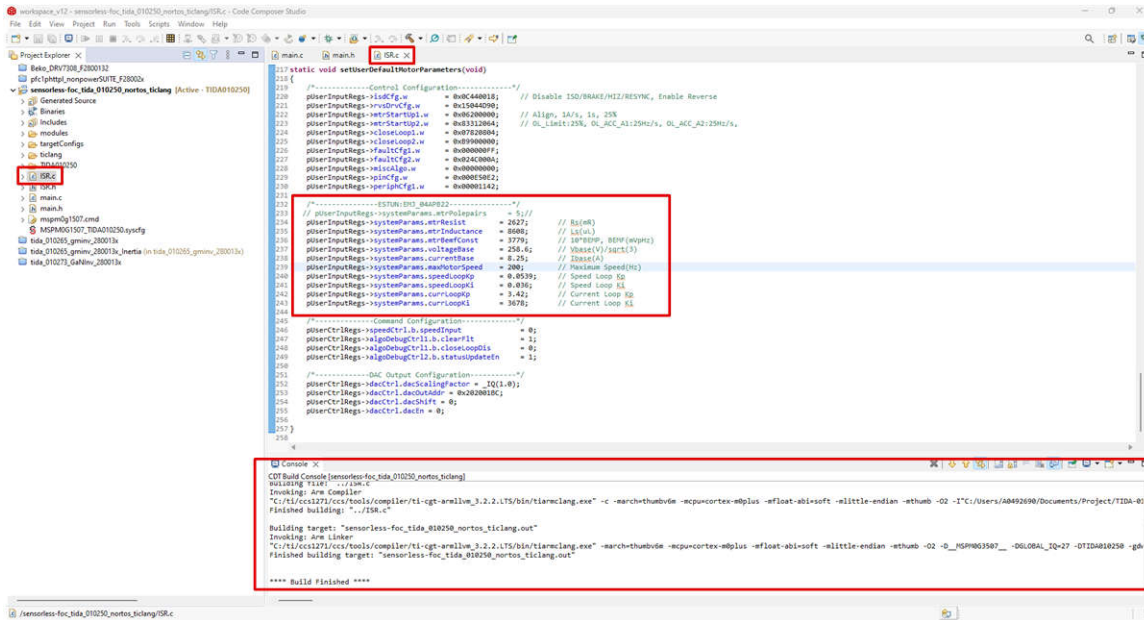 workspace_v12 - sensorless-foc_tida_010250_nortos_ticlang/ISR.c - Code Composer Studio
File Edit View Project Run Tools Scripts Window Help
Project Explorer
Beko_DRV7308_F2800132
pfc1phttpl_nonpowerSUITE_F28002x
sensorless-foc_tida_010250_nortos_ticlang [Active - TIDA010250]
Generated Source
Binaries
Includes
modules
targetConfigs
ticlang
TIDA010250
ISR.c
ISR.h
main.c
main.h
mspm0g1507.cmd
MSPM0G1507_TIDA010250.syscfg
tida_010265_gminv_280013x
tida_010265_gminv_280013x_Inertia (in tida_010265_gminv_280013x)
tida_010273_GaNInv_280013x
main.c main.h ISR.c
217 static void setUserDefaultMotorParameters(void)
218 {
219 /*-------------Control Configuration-------------*/
220 pUserInputRegs->isdCfg.w = 0x0C440018; // Disable ISD/BRAKE/HIZ/RESYNC, Enable Reverse
221 pUserInputRegs->rvsDrvCfg.w = 0x15044D90;
222 pUserInputRegs->mtrStartUp1.w = 0x06200000; // Align, 1A/s, 1s, 25%
223 pUserInputRegs->mtrStartUp2.w = 0x83312064; // OL_Limit:25%, OL_ACC_A1:25Hz/s, OL_ACC_A2:25Hz/s,
224 pUserInputRegs->closeLoop1.w = 0x07820804;
225 pUserInputRegs->closeLoop2.w = 0x09900000;
226 pUserInputRegs->faultCfg1.w = 0x000000FF;
227 pUserInputRegs->faultCfg2.w = 0x024C000A;
228 pUserInputRegs->miscAlgo.w = 0x00000000;
229 pUserInputRegs->pinCfg.w = 0x000E50E2;
230 pUserInputRegs->periphCfg1.w = 0x00001142;
231
232 /*---------------ESTUN:EMJ_04APB22---------------*/
233 // pUserInputRegs->systemParams.mtrPolepairs = 5;//
234 pUserInputRegs->systemParams.mtrResist = 2627; // Rs(mR)
235 pUserInputRegs->systemParams.mtrInductance = 8608; // Ls(uL)
236 pUserInputRegs->systemParams.mtrBemfConst = 3779; // 10*BEMF, BEMF(mVpHz)
237 pUserInputRegs->systemParams.voltageBase = 258.6; // Vbase(V)/sqrt(3)
238 pUserInputRegs->systemParams.currentBase = 8.25; // Ibase(A)
239 pUserInputRegs->systemParams.maxMotorSpeed = 200; // Maximum Speed(Hz)
240 pUserInputRegs->systemParams.speedLoopKp = 0.0539; // Speed Loop Kp
241 pUserInputRegs->systemParams.speedLoopKi = 0.036; // Speed Loop Ki
242 pUserInputRegs->systemParams.currLoopKp = 3.42; // Current Loop Kp
243 pUserInputRegs->systemParams.currLoopKi = 3678; // Current Loop Ki
244
245 /*--------------Command Configuration-------------*/
246 pUserCtrlRegs->speedCtrl.b.speedInput = 0;
247 pUserCtrlRegs->algoDebugCtrl1.b.clearFlt = 1;
248 pUserCtrlRegs->algoDebugCtrl1.b.closeLoopDis = 0;
249 pUserCtrlRegs->algoDebugCtrl2.b.statusUpdateEn = 1;
250
251 /*-------------DAC Output Configuration-----------*/
252 pUserCtrlRegs->dacCtrl.dacScalingFactor = _IQ(1.0);
253 pUserCtrlRegs->dacCtrl.dacOutAddr = 0x202001BC;
254 pUserCtrlRegs->dacCtrl.dacShift = 0;
255 pUserCtrlRegs->dacCtrl.dacEn = 0;
256
257 }
258
Console
CDT Build Console [sensorless-foc_tida_010250_nortos_ticlang]
Building file: "../ISR.c"
Invoking: Arm Compiler
"C:/ti/ccs1271/ccs/tools/compiler/ti-cgt-armllvm_3.2.2.LTS/bin/tiarmclang.exe" -c -march=thumbv6m -mcpu=cortex-m0plus -mfloat-abi=soft -mlittle-endian -mthumb -O2 -I"C:/Users/A0492690/Documents/Project/TIDA-01
Finished building: "../ISR.c"
Building target: "sensorless-foc_tida_010250_nortos_ticlang.out"
Invoking: Arm Linker
"C:/ti/ccs1271/ccs/tools/compiler/ti-cgt-armllvm_3.2.2.LTS/bin/tiarmclang.exe" -march=thumbv6m -mcpu=cortex-m0plus -mfloat-abi=soft -mlittle-endian -mthumb -O2 -D__MSPM0G3507__ -DGLOBAL_IQ=27 -DTIDA010250 -gdw
Finished building target: "sensorless-foc_tida_010250_nortos_ticlang.out"
**** Build Finished ****
/sensorless-foc_tida_010250_nortos_ticlang/ISR.c